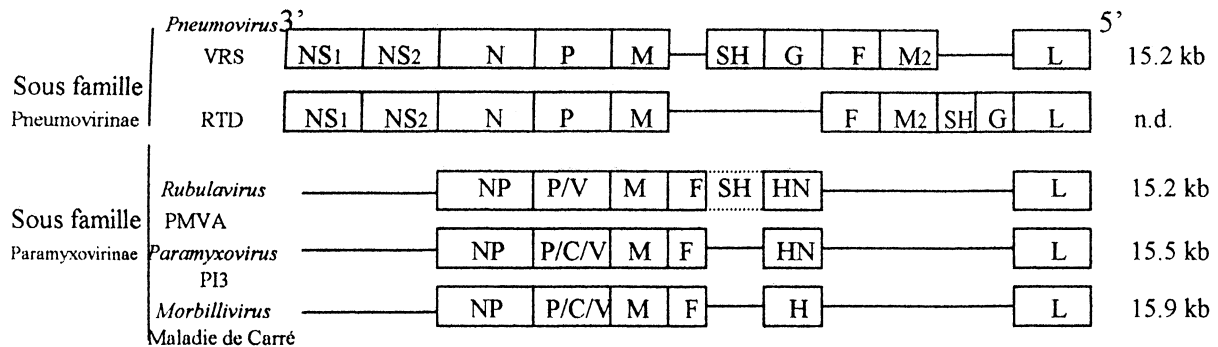 Pneumovirus 3’ 5’
VRS NS1 NS2 N P M SH G F M2 L 15.2 kb
Sous famille
Pneumovirinae RTD NS1 NS2 N P M F M2 SH G L n.d.
Rubulavirus NP P/V M F SH HN L 15.2 kb
Sous famille PMVA
Paramyxovirinae Paramyxovirus NP P/C/V M F HN L 15.5 kb
PI3
Morbillivirus NP P/C/V M F H L 15.9 kb
Maladie de Carré